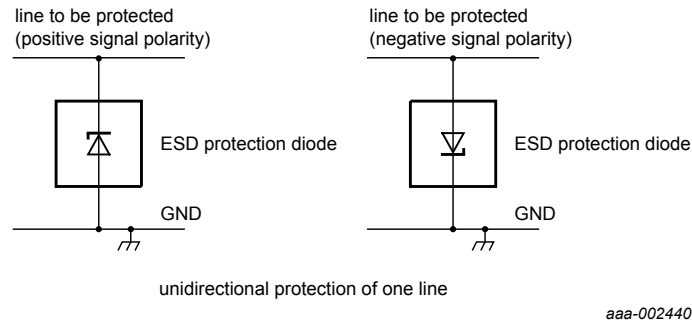 line to be protected
(positive signal polarity)
ESD protection diode
GND
line to be protected
(negative signal polarity)
ESD protection diode
GND
unidirectional protection of one line
aaa-002440